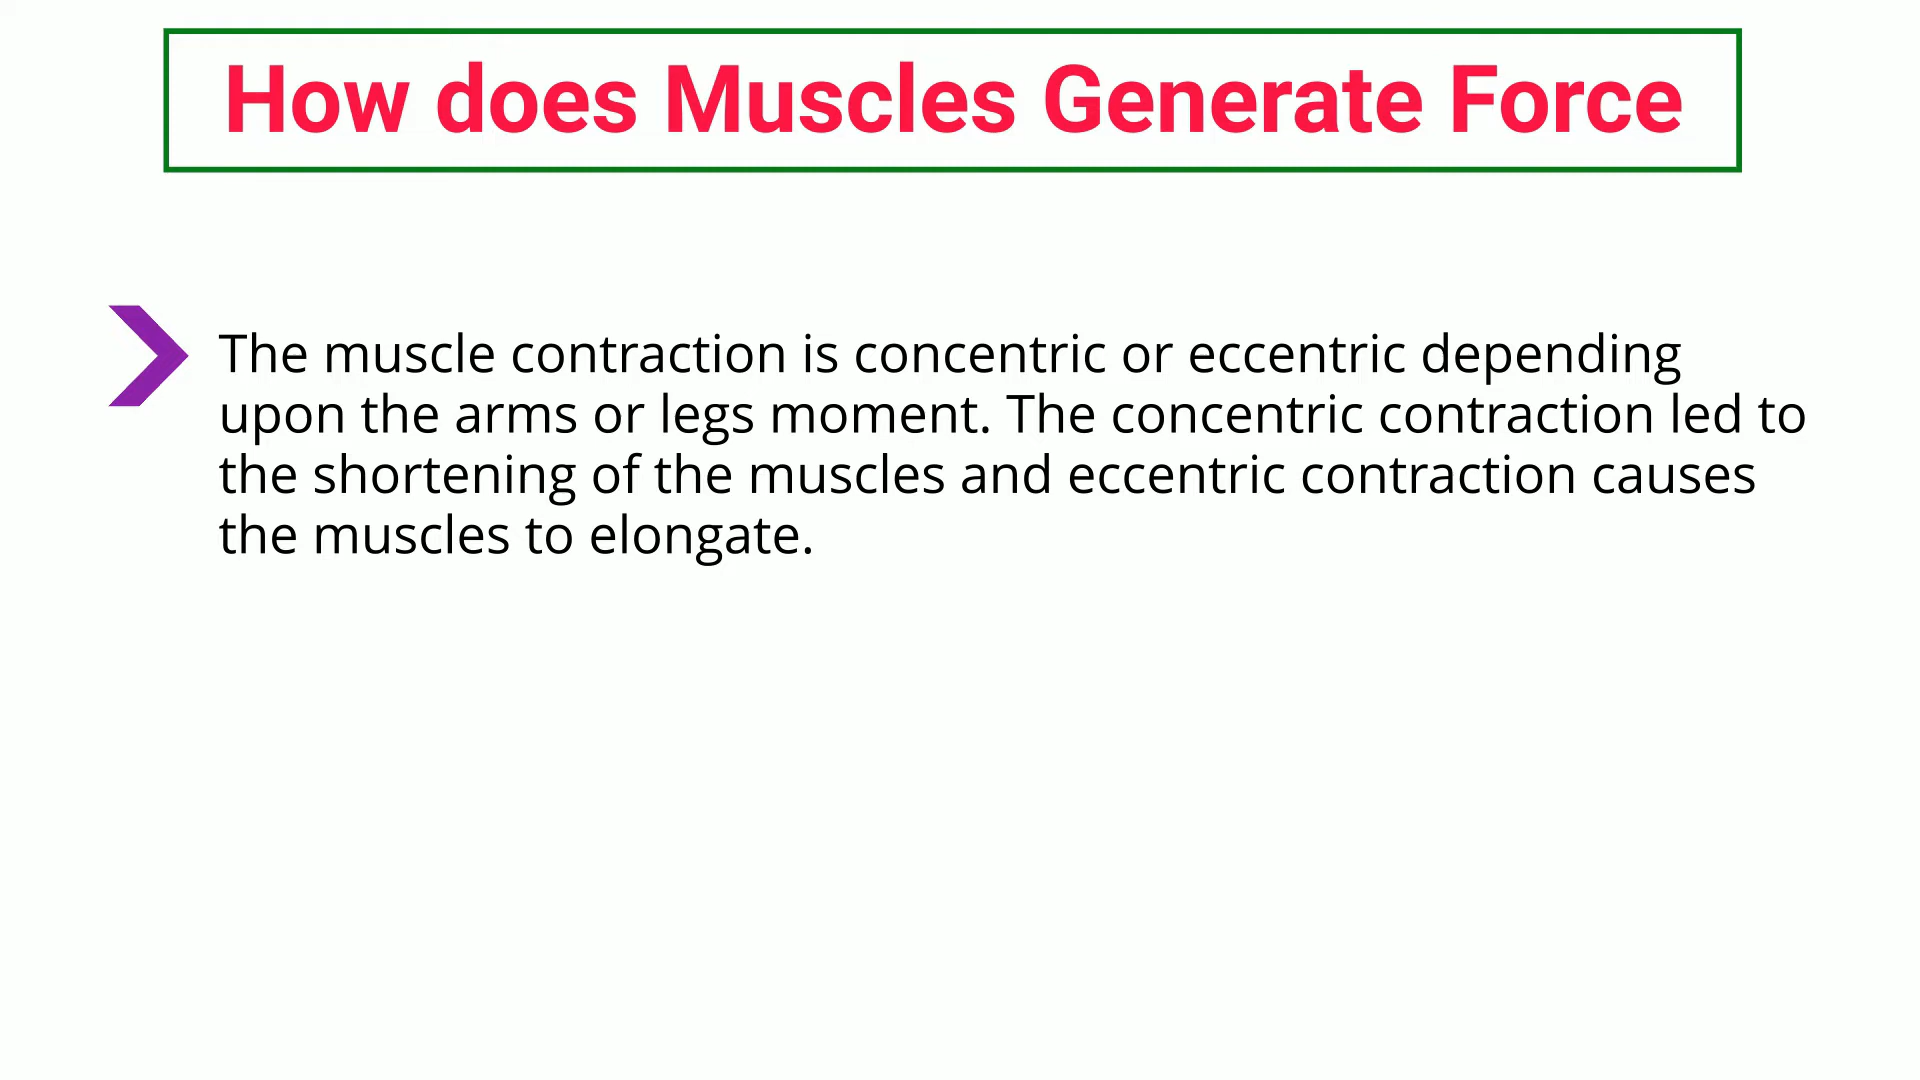 How does Muscles Generate Force
The muscle contraction is concentric or eccentric depending
upon the arms or legs moment. The concentric contraction led to
the shortening of the muscles and eccentric contraction causes
the muscles to elongate.